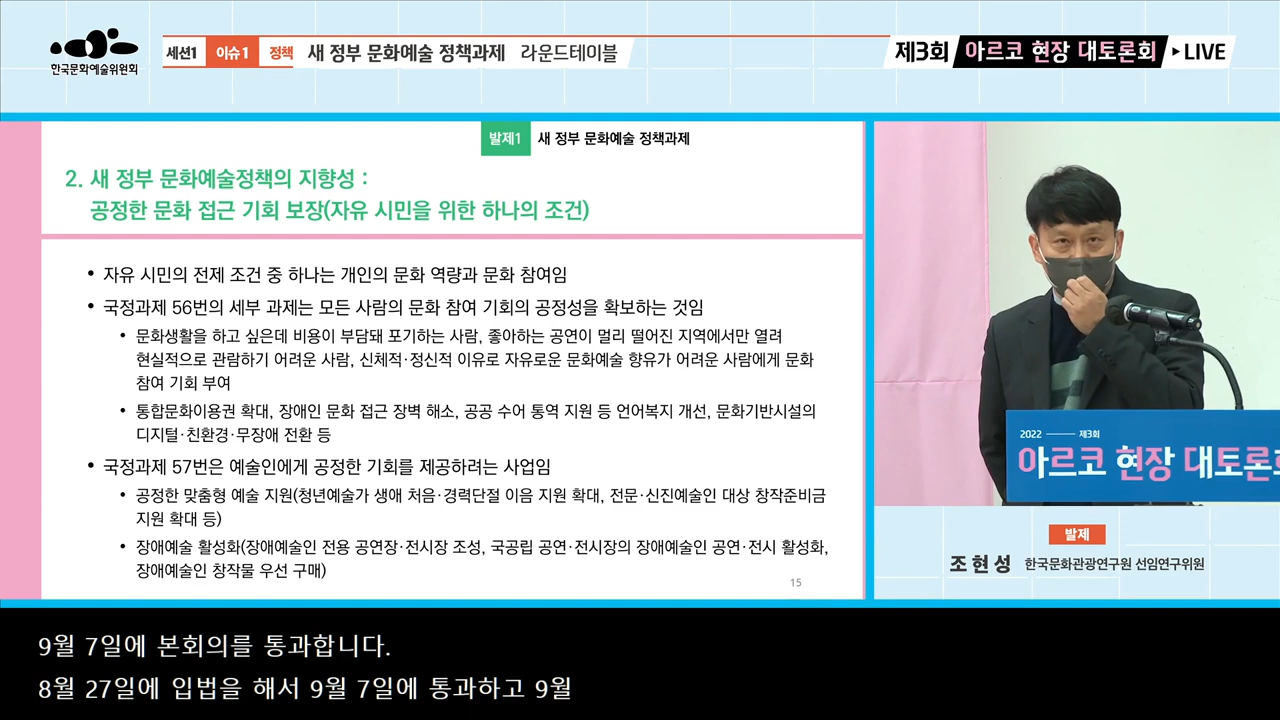 한국문화예술위원회
세션1 이슈1 정책 새 정부 문화예술 정책과제 라운드테이블
제3회 아르코 현장 대토론회 LIVE
발제1 새 정부 문화예술 정책과제
2. 새 정부 문화예술정책의 지향성 :
공정한 문화 접근 기회 보장(자유 시민을 위한 하나의 조건)
• 자유 시민의 전제 조건 중 하나는 개인의 문화 역량과 문화 참여임
• 국정과제 56번의 세부 과제는 모든 사람의 문화 참여 기회의 공정성을 확보하는 것임
• 문화생활을 하고 싶은데 비용이 부담돼 포기하는 사람, 좋아하는 공연이 멀리 떨어진 지역에서만 열려
현실적으로 관람하기 어려운 사람, 신체적·정신적 이유로 자유로운 문화예술 향유가 어려운 사람에게 문화
참여 기회 부여
• 통합문화이용권 확대, 장애인 문화 접근 장벽 해소, 공공 수어 통역 지원 등 언어복지 개선, 문화기반시설의
디지털·친환경·무장애 전환 등
• 국정과제 57번은 예술인에게 공정한 기회를 제공하려는 사업임
• 공정한 맞춤형 예술 지원(청년예술가 생애 처음·경력단절 이음 지원 확대, 전문·신진예술인 대상 창작준비금
지원 확대 등)
• 장애예술 활성화(장애예술인 전용 공연장·전시장 조성, 국공립 공연·전시장의 장애예술인 공연·전시 활성화,
장애예술인 창작물 우선 구매)
15
2022 제3회
아르코 현장 대토론회
발제
조현성 한국문화관광연구원 선임연구위원
9월 7일에 본회의를 통과합니다.
8월 27일에 입법을 해서 9월 7일에 통과하고 9월